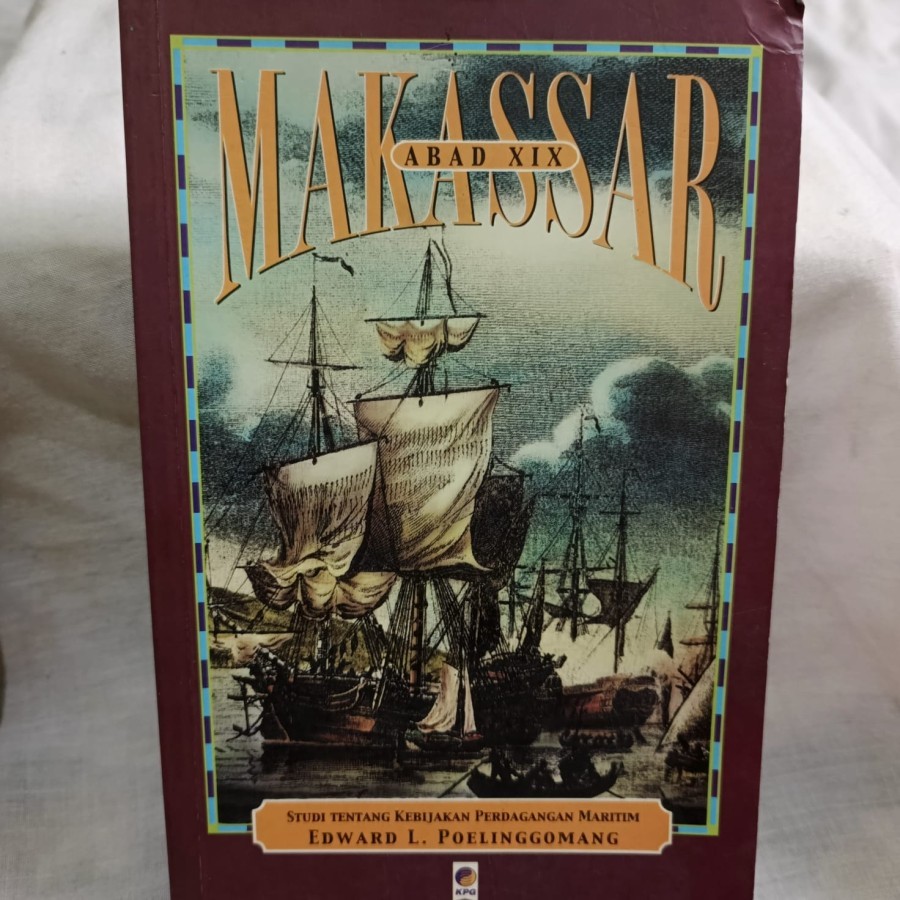 MAKASSAR
ABAD XIX
STUDI TENTANG KEBIJAKAN PERDAGANGAN MARITIM
EDWARD L. POELINGGOMANG
KPG